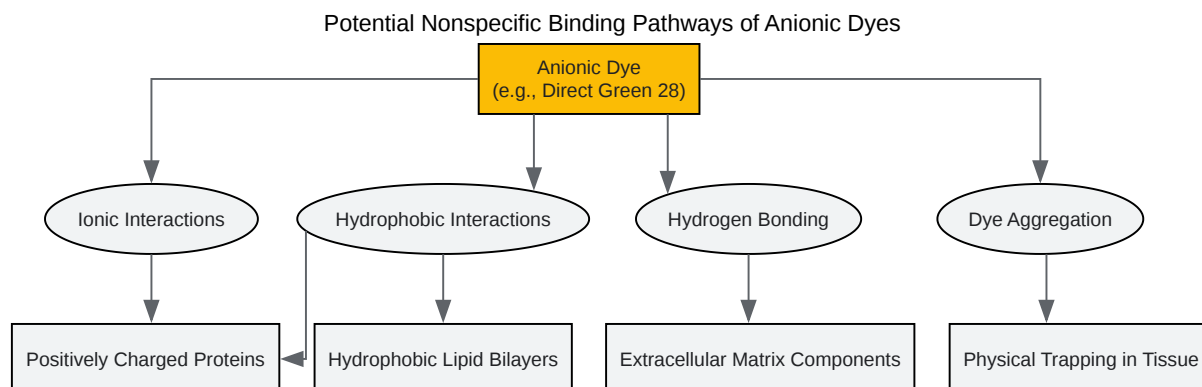 Potential Nonspecific Binding Pathways of Anionic Dyes
Anionic Dye
(e.g., Direct Green 28)
Ionic Interactions
Hydrophobic Interactions
Hydrogen Bonding
Dye Aggregation
Positively Charged Proteins
Hydrophobic Lipid Bilayers
Extracellular Matrix Components
Physical Trapping in Tissue